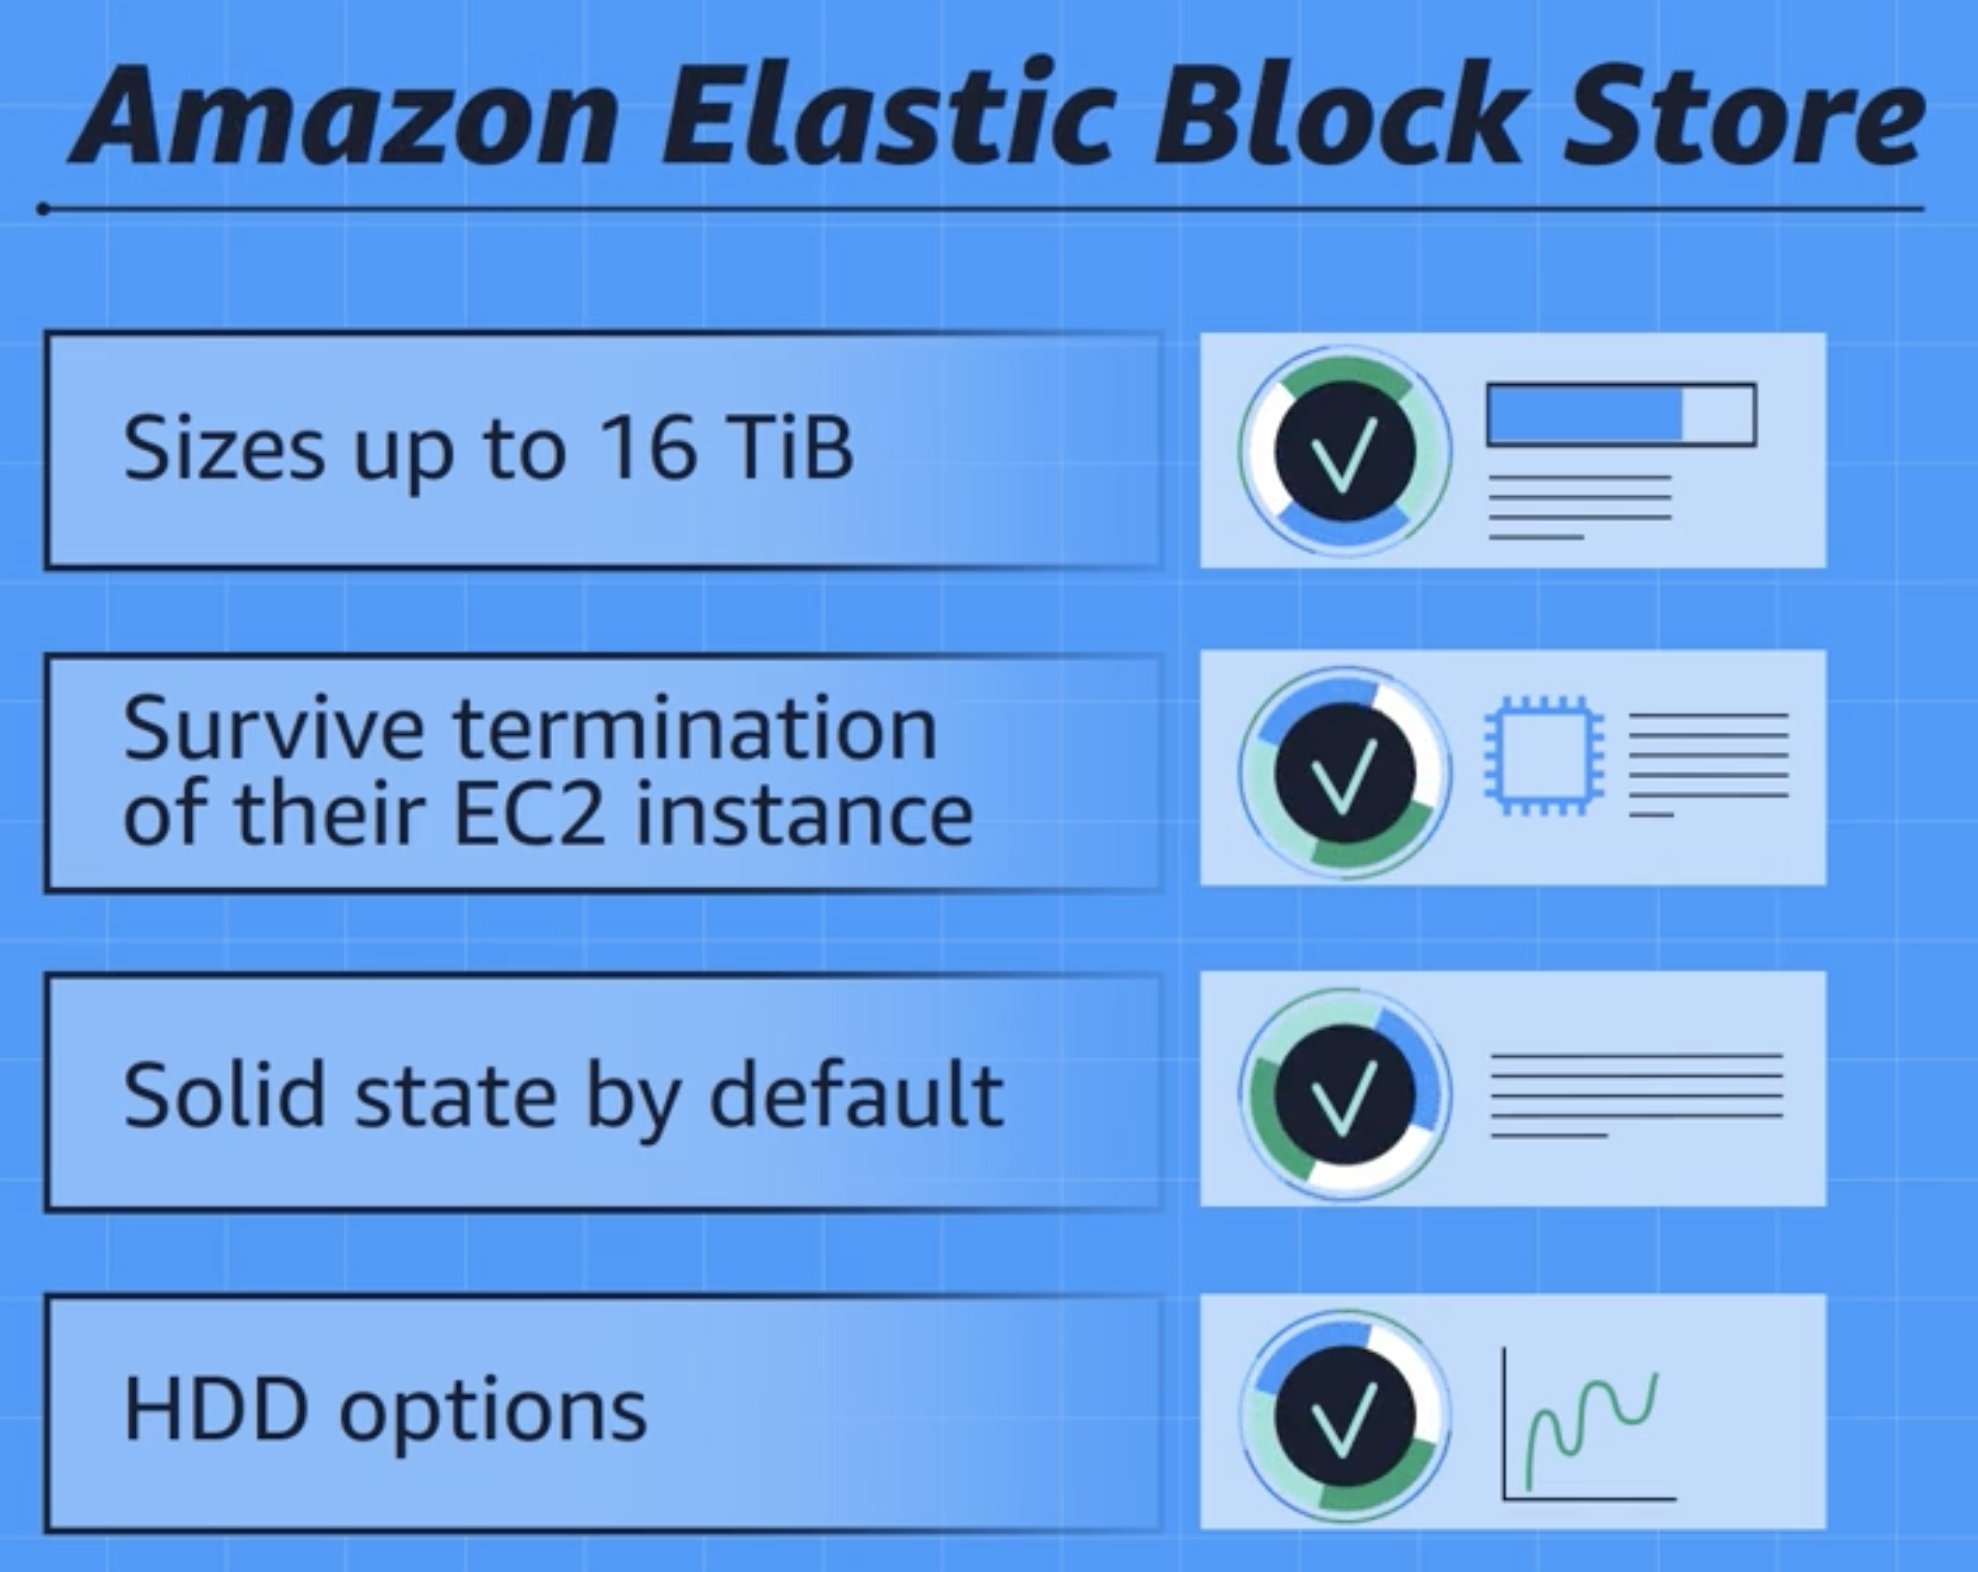 Amazon Elastic Block Store
Sizes up to 16 TiB
Survive termination
of their EC2 instance
Solid state by default
HDD options